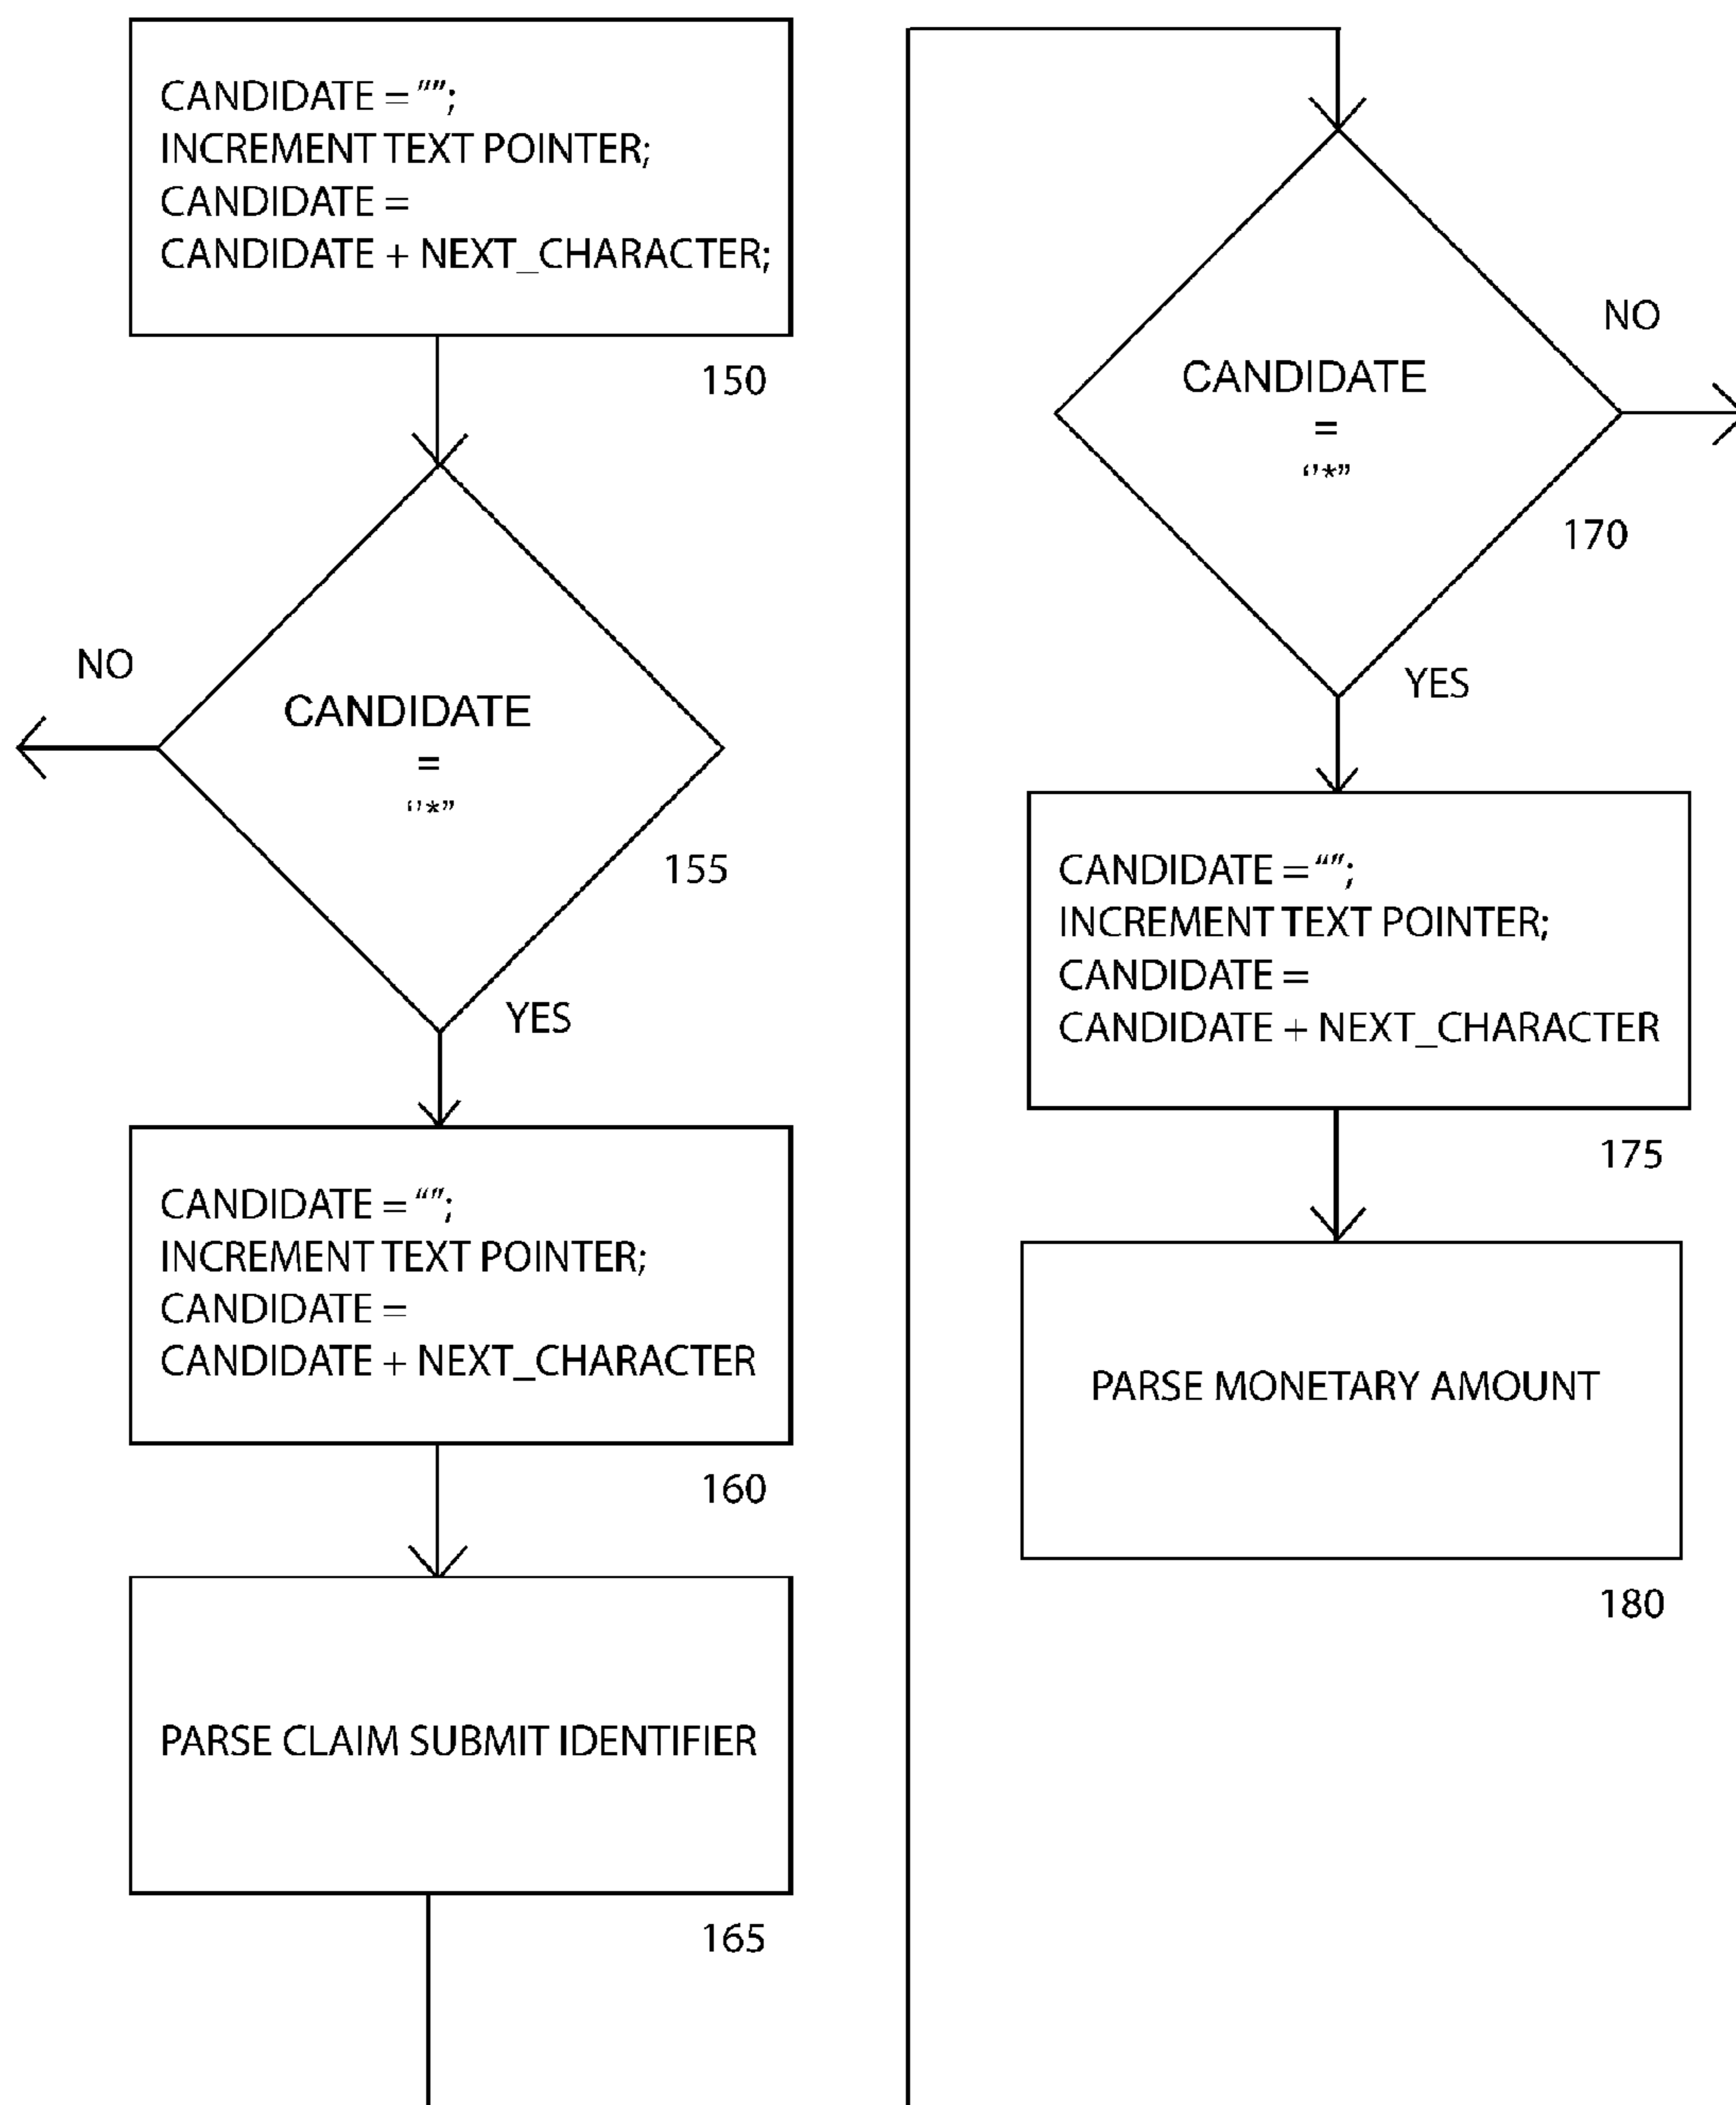 CANDIDATE = “”;
INCREMENT TEXT POINTER;
CANDIDATE =
CANDIDATE + NEXT_CHARACTER;
150
NO
CANDIDATE
=
‘’*”
155
YES
CANDIDATE = “”;
INCREMENT TEXT POINTER;
CANDIDATE =
CANDIDATE + NEXT_CHARACTER
160
PARSE CLAIM SUBMIT IDENTIFIER
165
NO
CANDIDATE
=
‘’*”
170
YES
CANDIDATE = “”;
INCREMENT TEXT POINTER;
CANDIDATE =
CANDIDATE + NEXT_CHARACTER
175
PARSE MONETARY AMOUNT
180